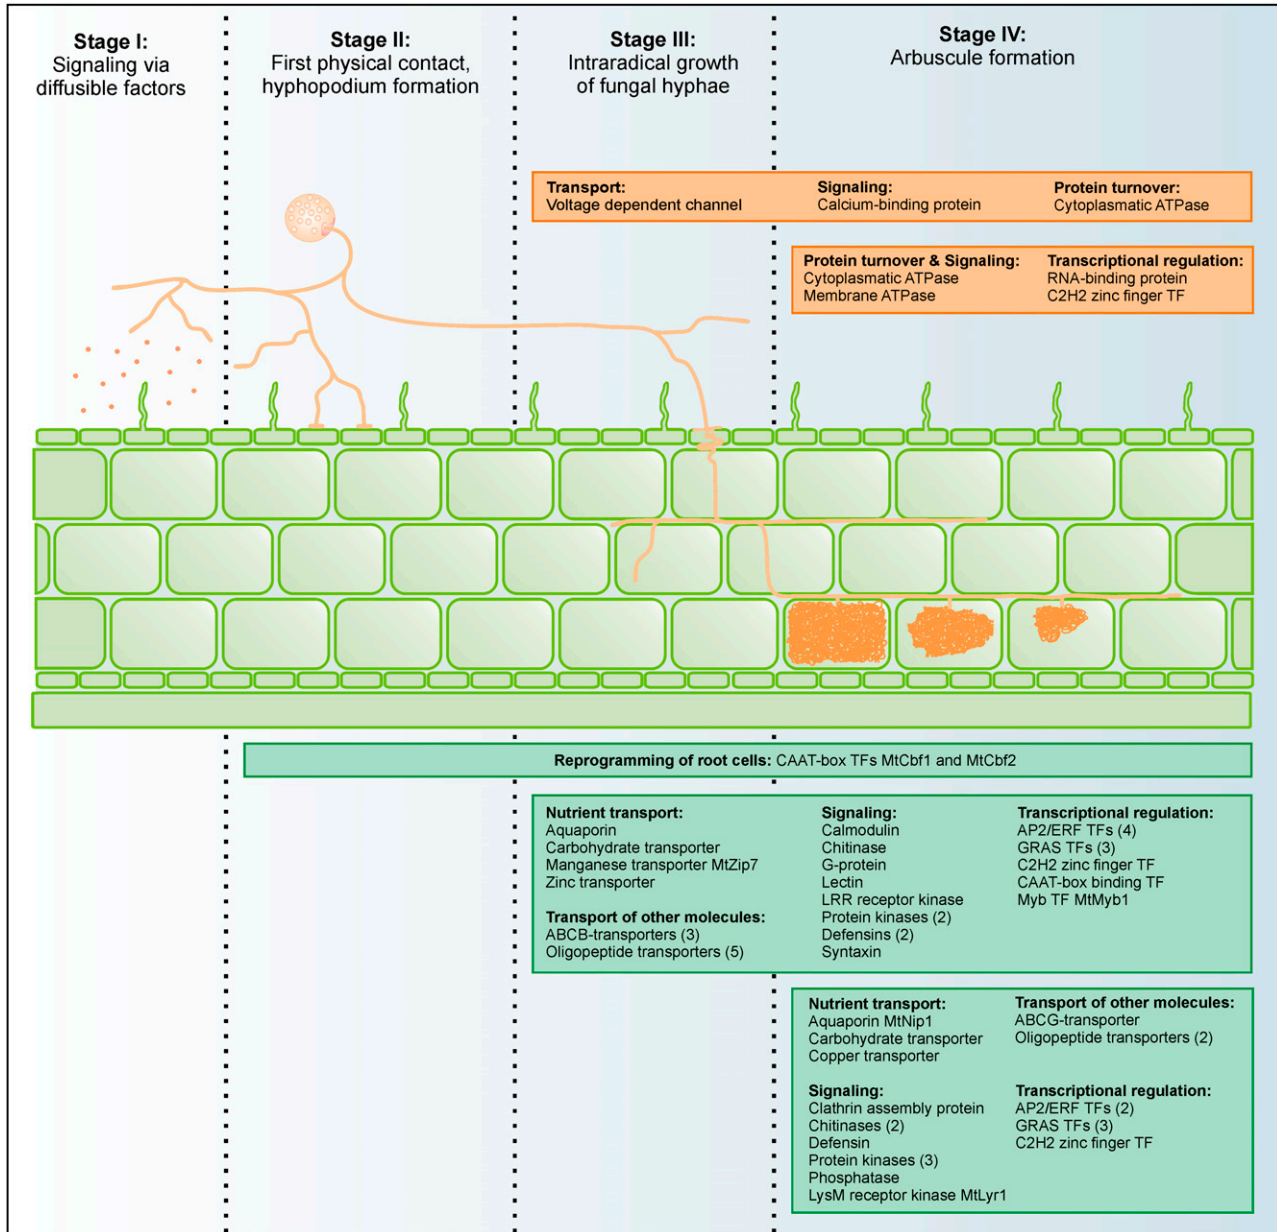 Stage I:
Signaling via
diffusible factors
Stage II:
First physical contact,
hyphopodium formation
Stage III:
Intraradical growth
of fungal hyphae
Stage IV:
Arbuscule formation
Transport:
Voltage dependent channel
Signaling:
Calcium-binding protein
Protein turnover:
Cytoplasmatic ATPase
Protein turnover & Signaling:
Cytoplasmatic ATPase
Membrane ATPase
Transcriptional regulation:
RNA-binding protein
C2H2 zinc finger TF
Reprogramming of root cells: CAAT-box TFs MtCbf1 and MtCbf2
Nutrient transport:
Aquaporin
Carbohydrate transporter
Manganese transporter MtZip7
Zinc transporter
Transport of other molecules:
ABCB-transporters (3)
Oligopeptide transporters (5)
Signaling:
Calmodulin
Chitinase
G-protein
Lectin
LRR receptor kinase
Protein kinases (2)
Defensins (2)
Syntaxin
Transcriptional regulation:
AP2/ERF TFs (4)
GRAS TFs (3)
C2H2 zinc finger TF
CAAT-box binding TF
Myb TF MtMyb1
Nutrient transport:
Aquaporin MtNip1
Carbohydrate transporter
Copper transporter
Transport of other molecules:
ABCG-transporter
Oligopeptide transporters (2)
Signaling:
Clathrin assembly protein
Chitinases (2)
Defensin
Protein kinases (3)
Phosphatase
LysM receptor kinase MtLyr1
Transcriptional regulation:
AP2/ERF TFs (2)
GRAS TFs (3)
C2H2 zinc finger TF